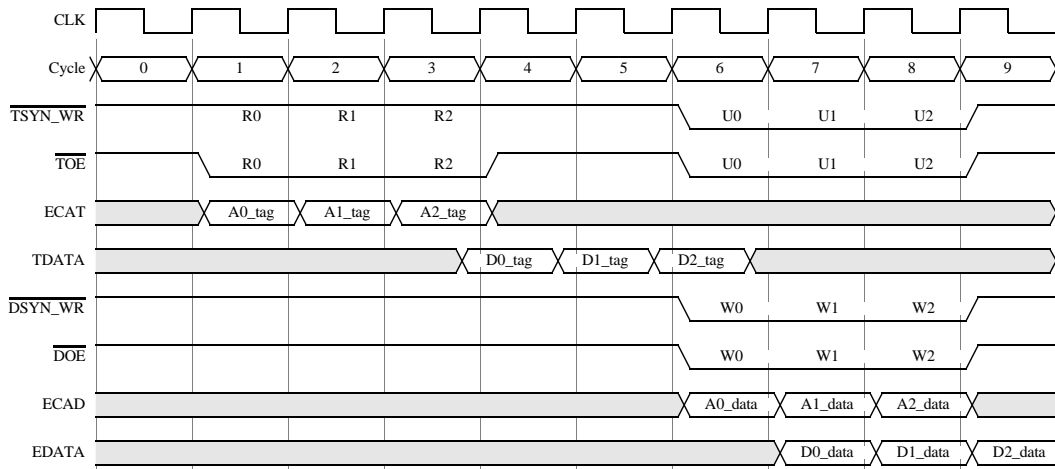 CLK
Cycle 0 1 2 3 4 5 6 7 8 9
TSYN_WR R0 R1 R2 U0 U1 U2
TOE R0 R1 R2 U0 U1 U2
ECAT A0_tag A1_tag A2_tag
TDATA D0_tag D1_tag D2_tag
DSYN_WR W0 W1 W2
DOE W0 W1 W2
ECAD A0_data A1_data A2_data
EDATA D0_data D1_data D2_data